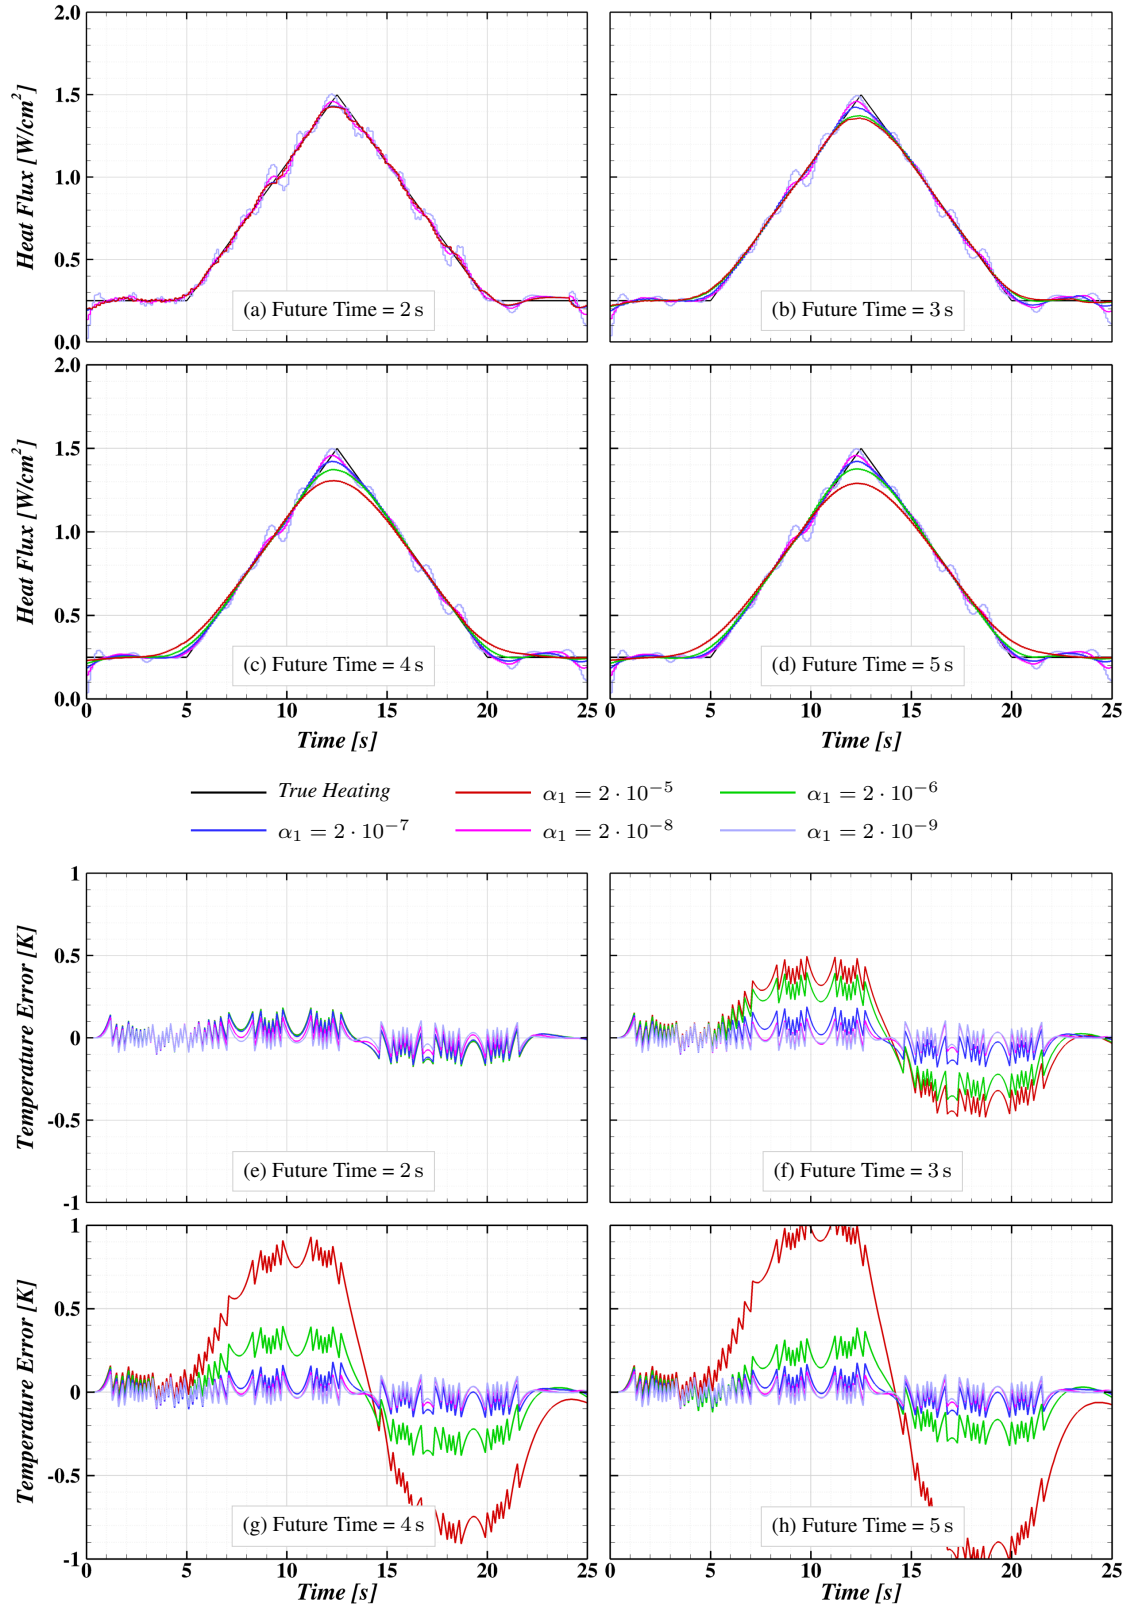 2.0
1.5
1.0
0.5
0.0
Heat Flux [W/cm²]
(a) Future Time = 2 s
(b) Future Time = 3 s
2.0
1.5
1.0
0.5
0.0
Heat Flux [W/cm²]
(c) Future Time = 4 s
(d) Future Time = 5 s
0 5 10 15 20 25
0 5 10 15 20 25
Time [s]
Time [s]
True Heating
α₁ = 2 · 10⁻⁵
α₁ = 2 · 10⁻⁶
α₁ = 2 · 10⁻⁷
α₁ = 2 · 10⁻⁸
α₁ = 2 · 10⁻⁹
1
0.5
0
-0.5
-1
Temperature Error [K]
(e) Future Time = 2 s
(f) Future Time = 3 s
1
0.5
0
-0.5
-1
Temperature Error [K]
(g) Future Time = 4 s
(h) Future Time = 5 s
0 5 10 15 20 25
0 5 10 15 20 25
Time [s]
Time [s]